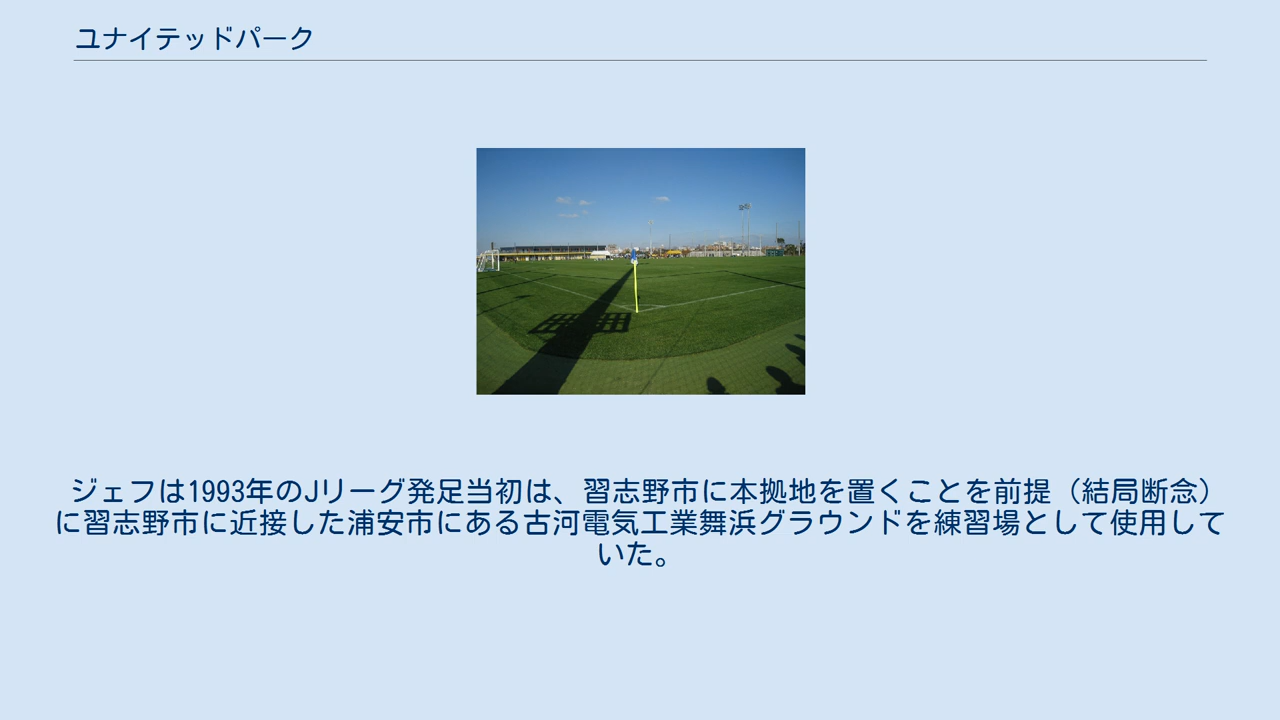 ユナイテッドパーク
ジェフは1993年のJリーグ発足当初は、習志野市に本拠地を置くことを前提（結局断念）
に習志野市に近接した浦安市にある古河電気工業舞浜グラウンドを練習場として使用して
いた。